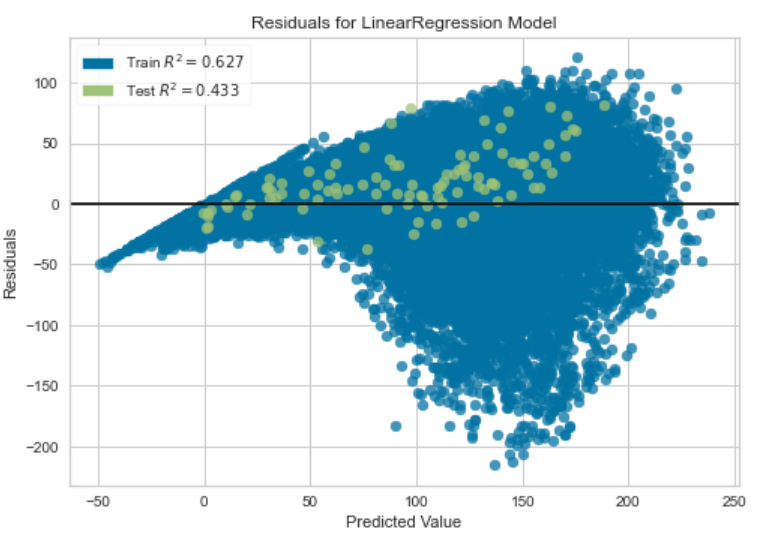 Residuals for LinearRegression Model
Train R² = 0.627
Test R² = 0.433
100
50
0
−50
−100
−150
−200
Residuals
−50 0 50 100 150 200 250
Predicted Value